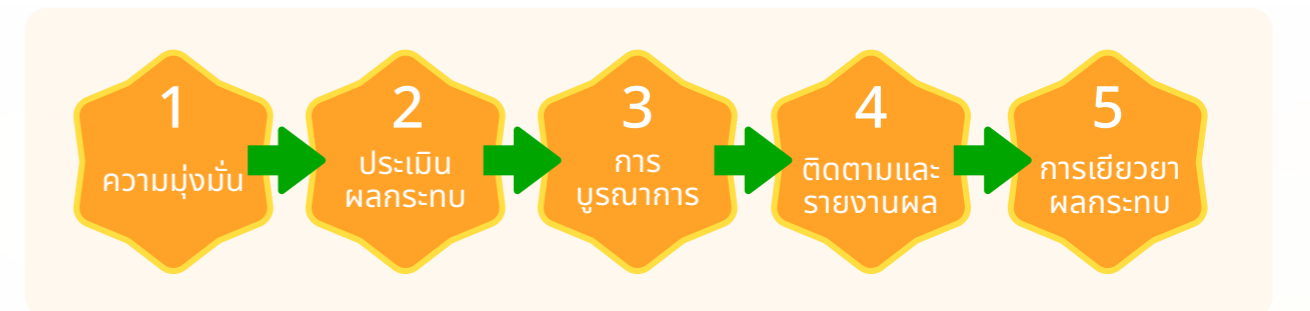 1
ความมุ่งมั่น
2
ประเมิน
ผลกระทบ
3
การ
บูรณาการ
4
ติดตามและ
รายงานผล
5
การเยียวยา
ผลกระทบ